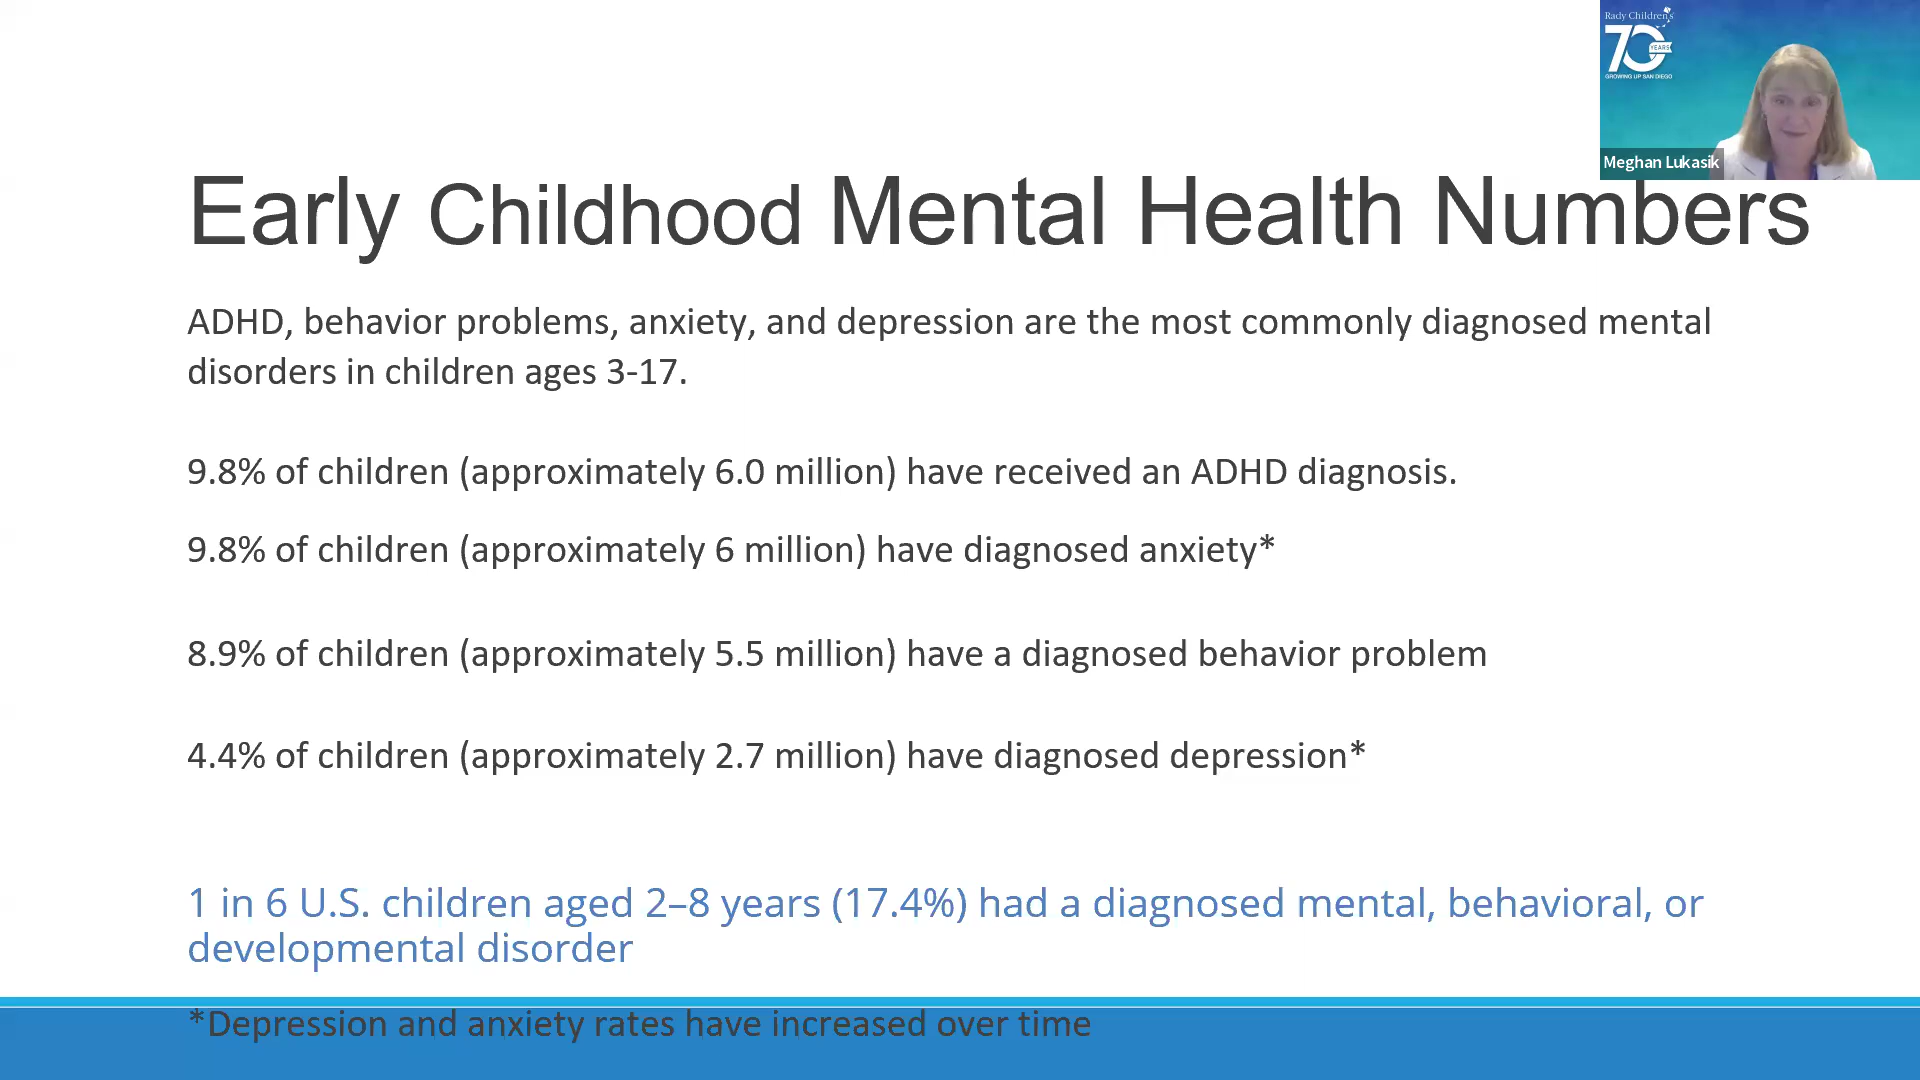 Rady Children's
70
YEARS
GROWING UP SAN DIEGO
Meghan Lukasik
Early Childhood Mental Health Numbers
ADHD, behavior problems, anxiety, and depression are the most commonly diagnosed mental
disorders in children ages 3-17.
9.8% of children (approximately 6.0 million) have received an ADHD diagnosis.
9.8% of children (approximately 6 million) have diagnosed anxiety*
8.9% of children (approximately 5.5 million) have a diagnosed behavior problem
4.4% of children (approximately 2.7 million) have diagnosed depression*
1 in 6 U.S. children aged 2–8 years (17.4%) had a diagnosed mental, behavioral, or
developmental disorder
*Depression and anxiety rates have increased over time